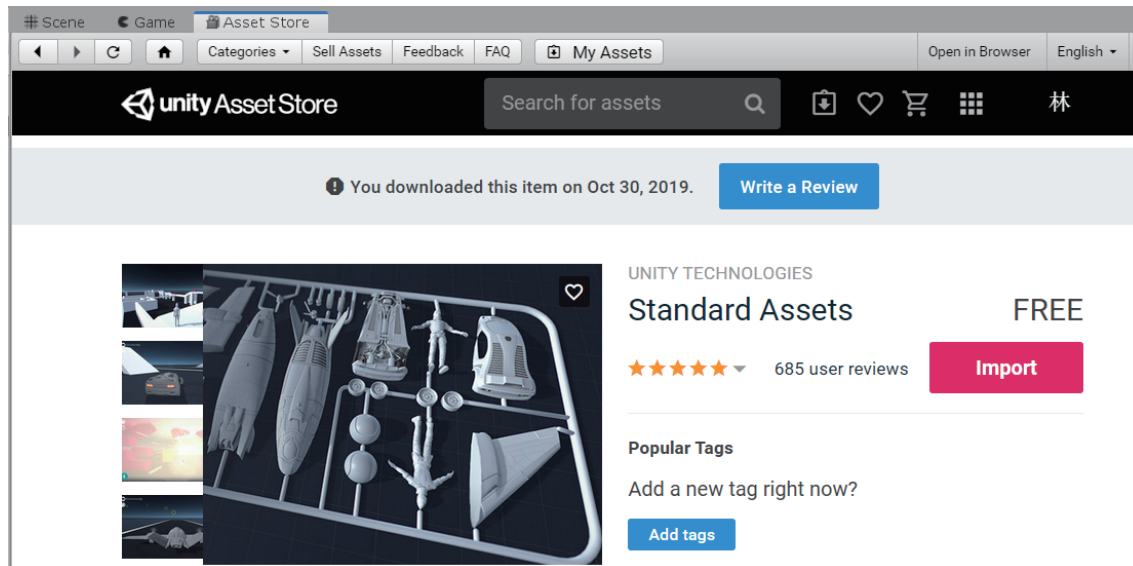 Scene Game Asset Store
Categories Sell Assets Feedback FAQ My Assets Open in Browser English
unity Asset Store Search for assets 林
You downloaded this item on Oct 30, 2019. Write a Review
UNITY TECHNOLOGIES
Standard Assets FREE
685 user reviews Import
Popular Tags
Add a new tag right now?
Add tags